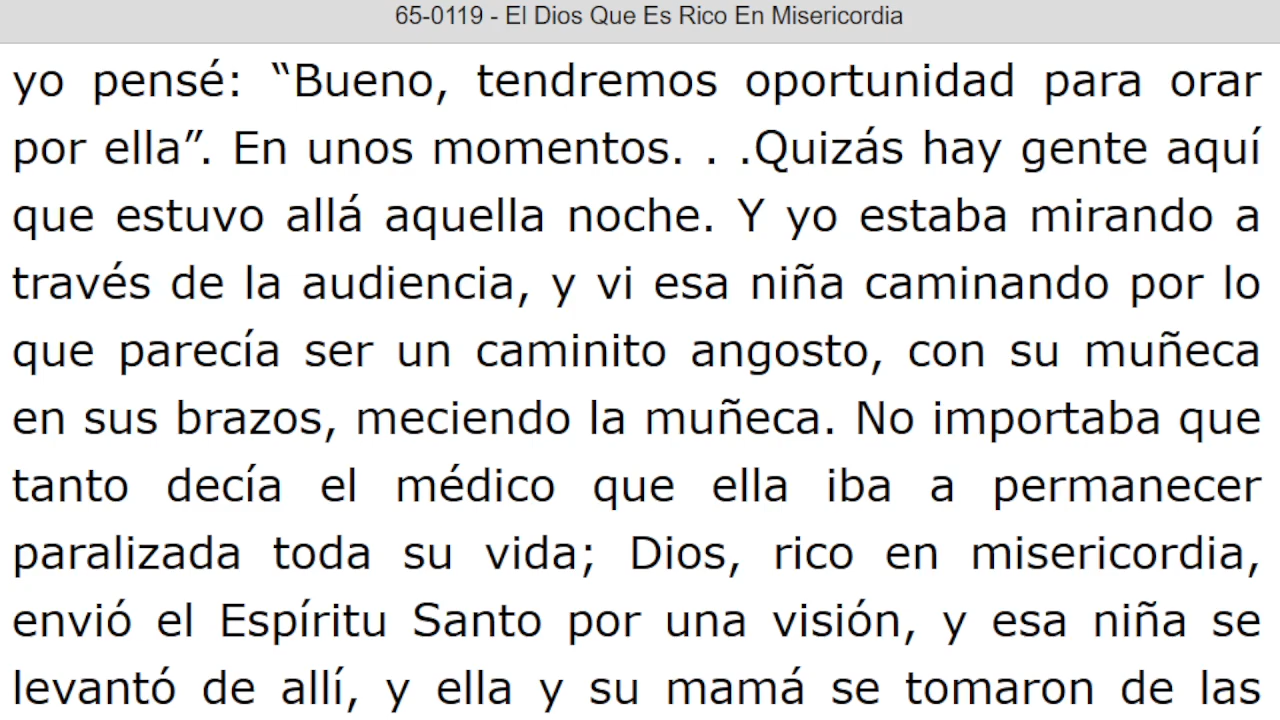 65-0119 - El Dios Que Es Rico En Misericordia
yo pensé: “Bueno, tendremos oportunidad para orar
por ella”. En unos momentos. . .Quizás hay gente aquí
que estuvo allá aquella noche. Y yo estaba mirando a
través de la audiencia, y vi esa niña caminando por lo
que parecía ser un caminito angosto, con su muñeca
en sus brazos, meciendo la muñeca. No importaba que
tanto decía el médico que ella iba a permanecer
paralizada toda su vida; Dios, rico en misericordia,
envió el Espíritu Santo por una visión, y esa niña se
levantó de allí, y ella y su mamá se tomaron de las